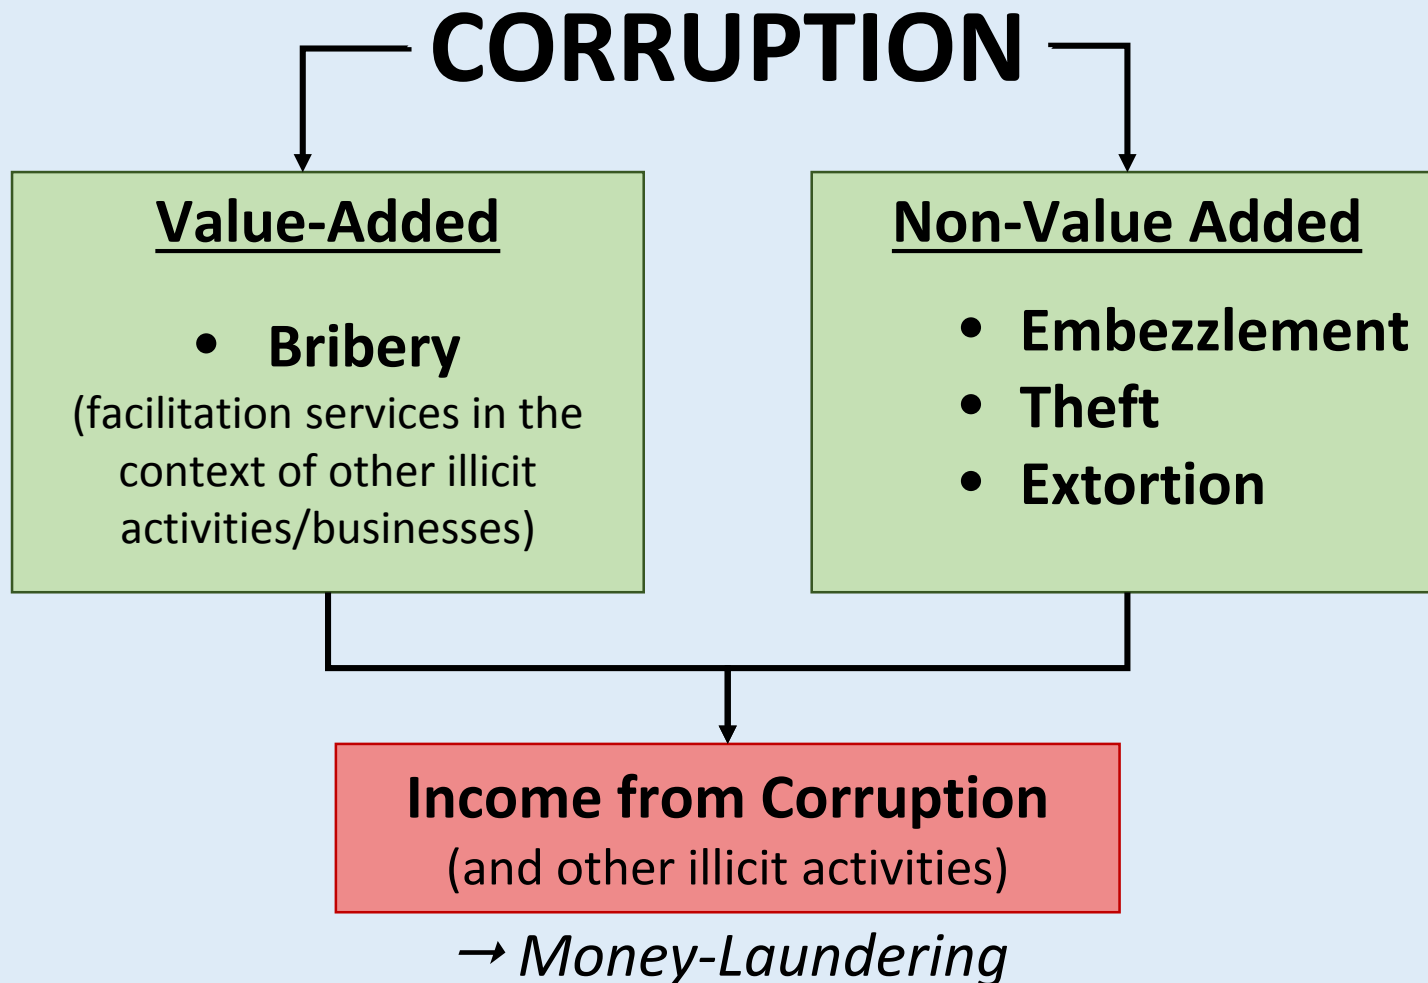 CORRUPTION
Value-Added
• Bribery
(facilitation services in the
context of other illicit
activities/businesses)
Non-Value Added
• Embezzlement
• Theft
• Extortion
Income from Corruption
(and other illicit activities)
→ Money-Laundering